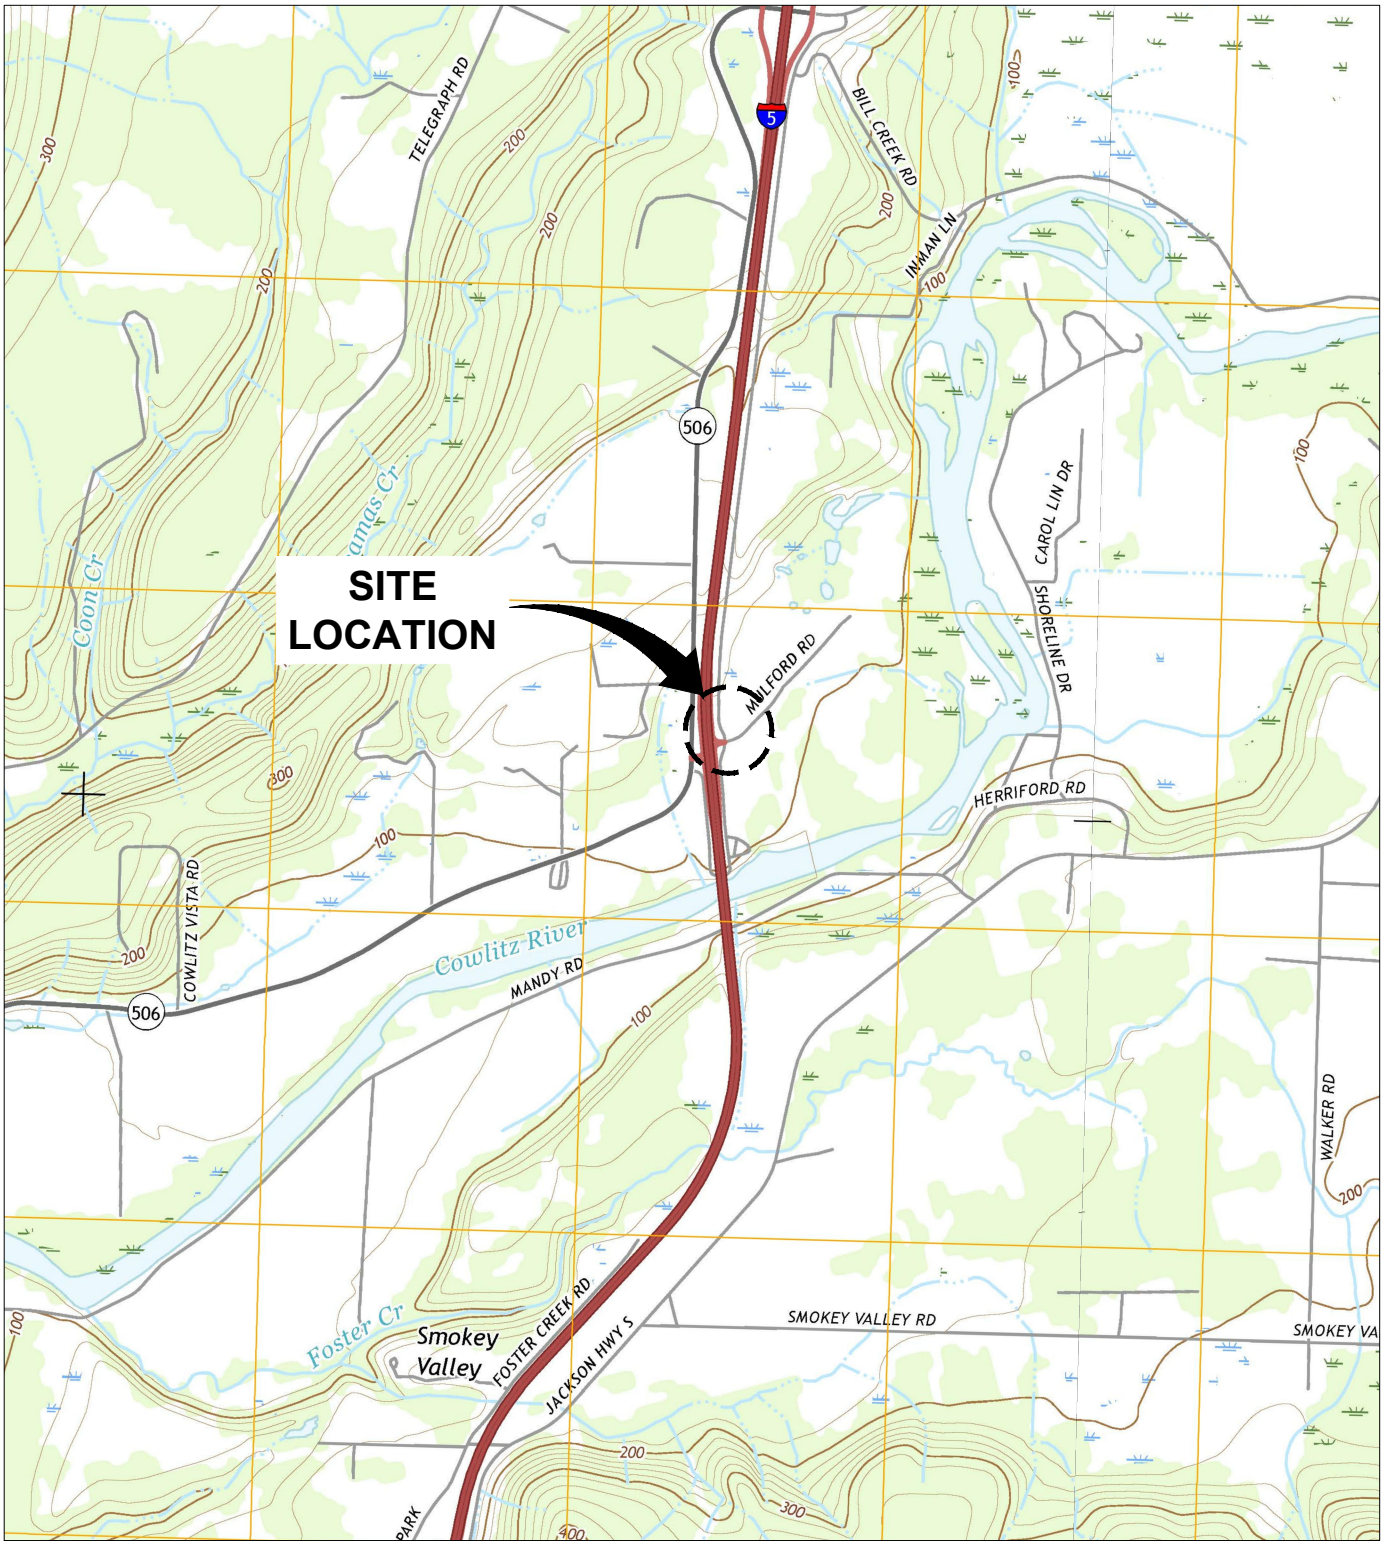 TELEGRAPH RD
5
BILL CREEK RD
100
300
200
200
200
200
INMAN LN
100
506
100
CAROL LIN DR
amas Cr
Coon Cr
SITE
LOCATION
SHORELINE DR
MULFORD RD
300
HERRIFORD RD
100
COWLITZ VISTA RD
200
Cowlitz River
MANDY RD
506
100
WALKER RD
200
100
Foster Cr
Smokey
Valley
FOSTER CREEK RD
JACKSON HWY S
SMOKEY VALLEY RD
SMOKEY VA
200
300
400
PARK